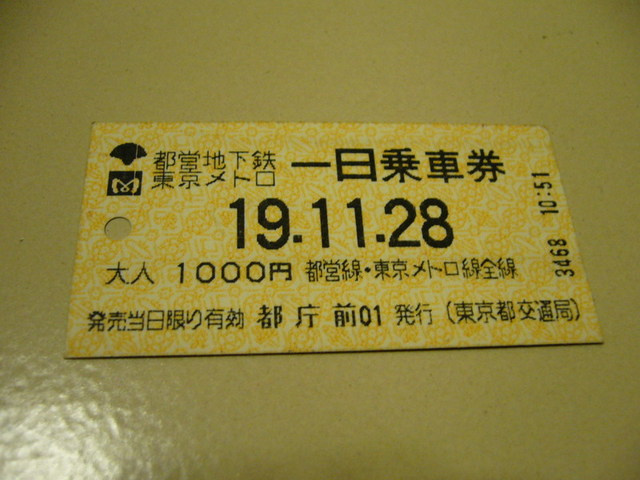 都営地下鉄
東京メトロ
一日乗車券
19.11.28
大人 1000円 都営線・東京メトロ線全線
発売当日限り有効 都庁前01 発行 (東京都交通局)
3468 10:51